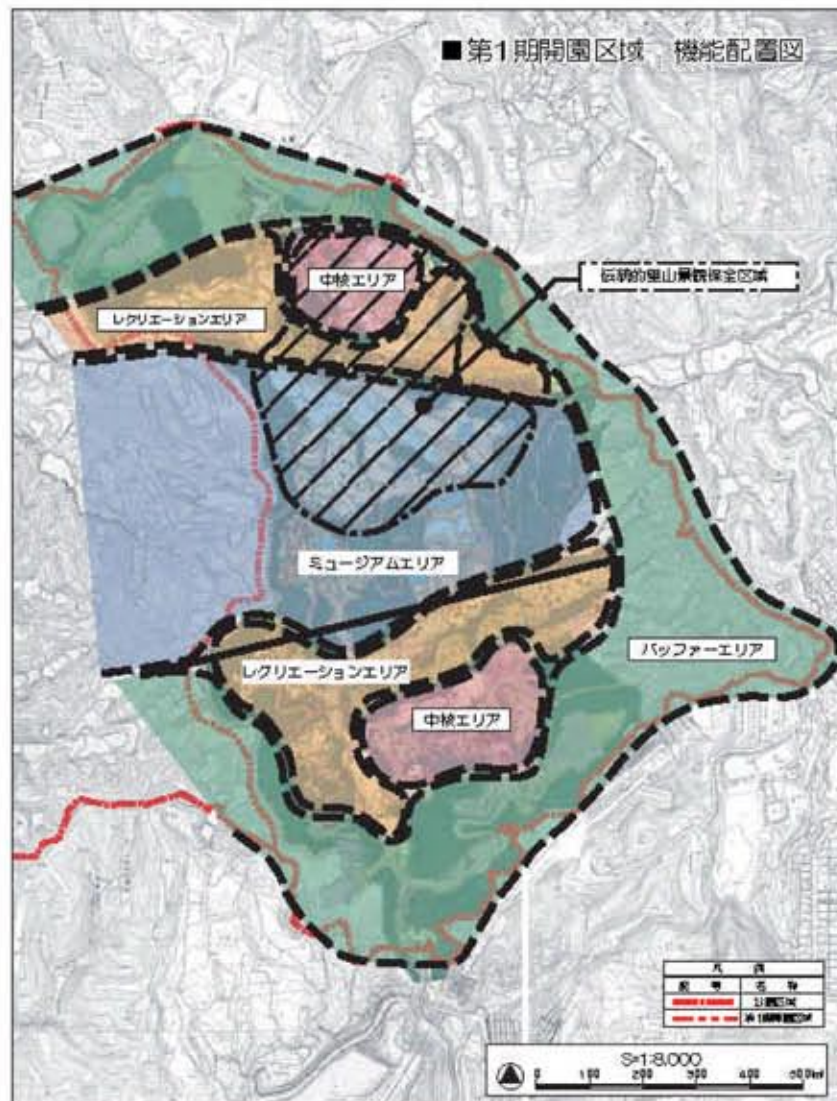 ■第1期開園区域 機能配置図
中核エリア
伝統的里山景観保全区域
レクリエーションエリア
ミュージアムエリア
レクリエーションエリア
バッファーエリア
中核エリア
凡例
記号 名称
公園区域
第1期開園区域
S=1:8,000
0 100 200 300 400 500m